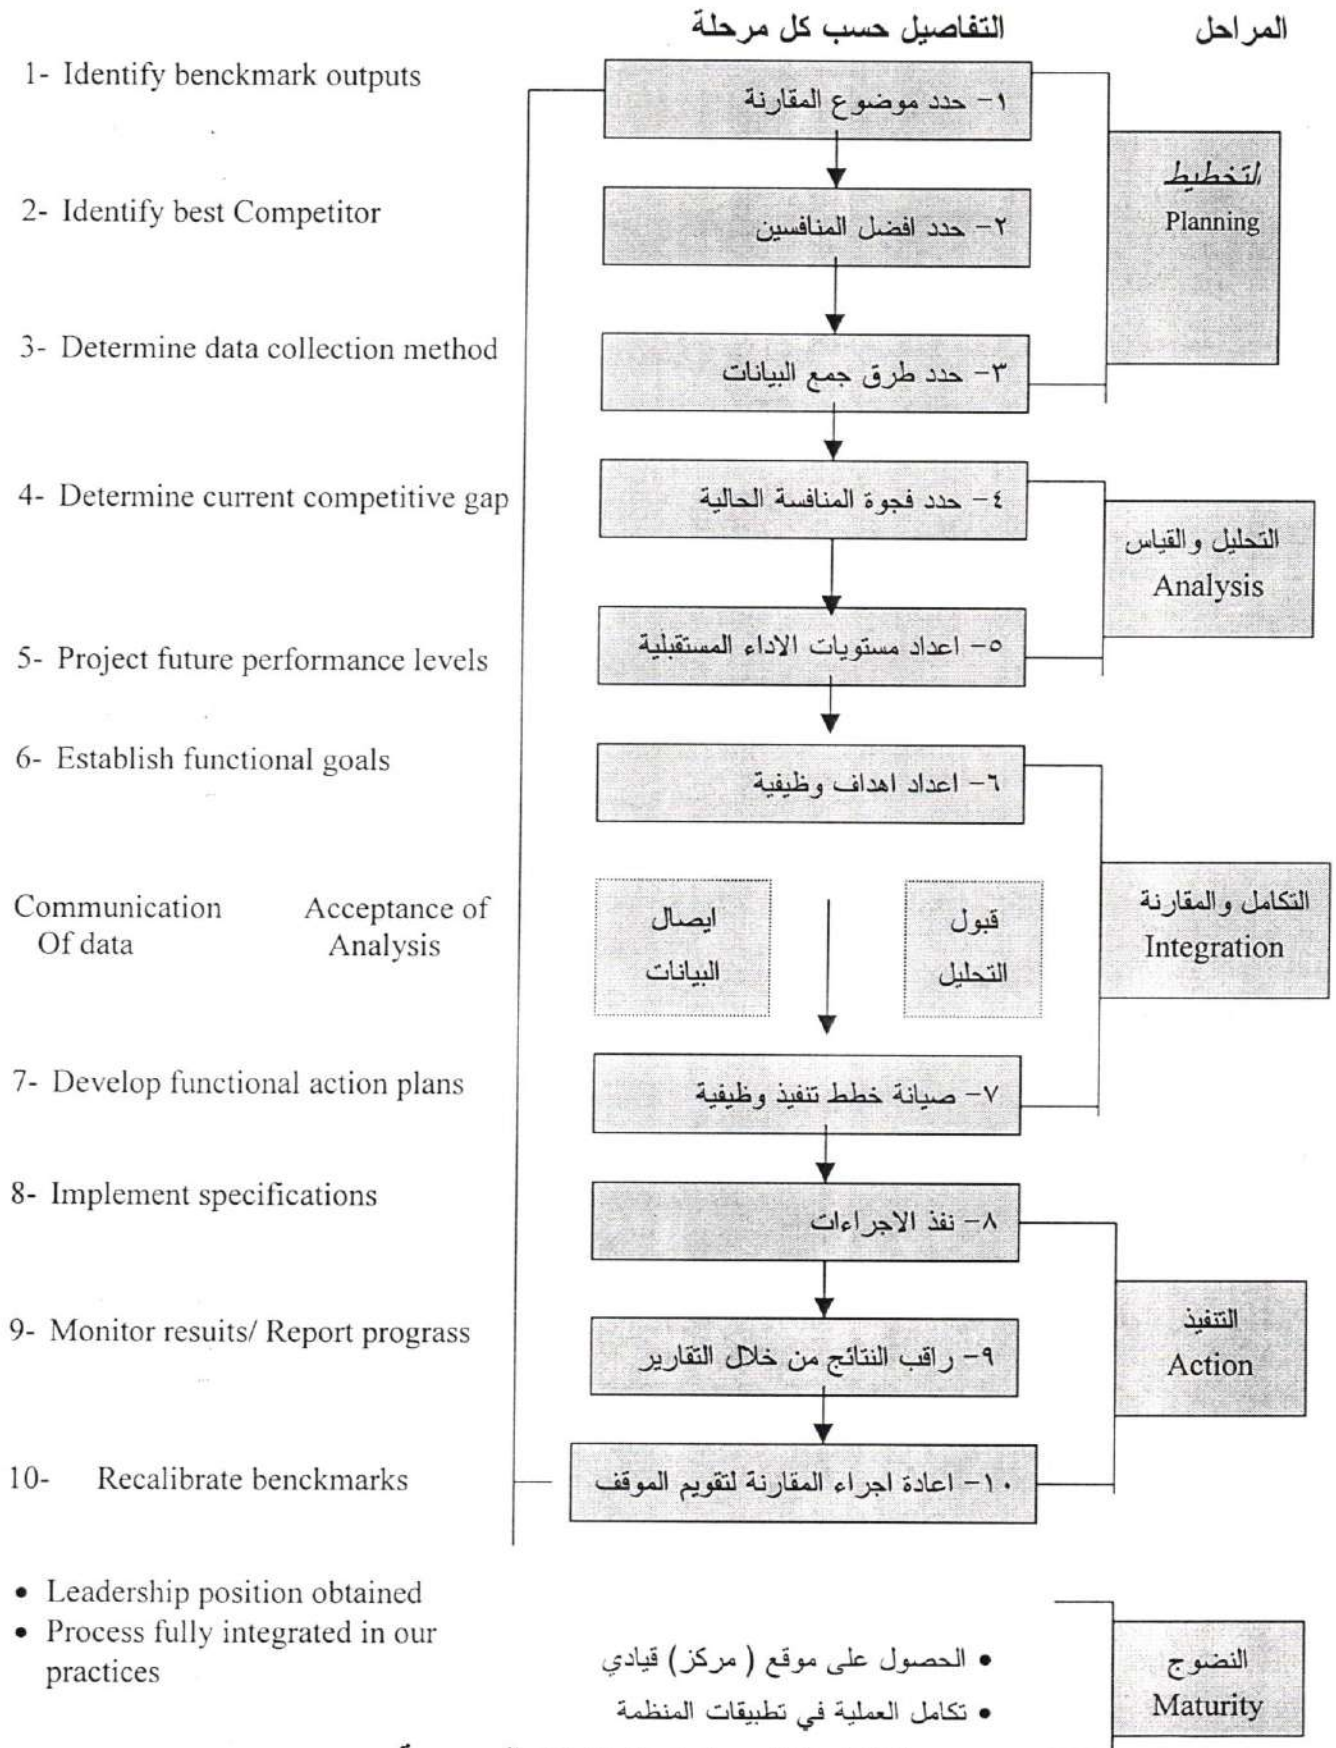 المراحل
التفاصيل حسب كل مرحلة
1- Identify benckmark outputs
١- حدد موضوع المقارنة
التخطيط
Planning
2- Identify best Competitor
٢- حدد افضل المنافسين
3- Determine data collection method
٣- حدد طرق جمع البيانات
4- Determine current competitive gap
٤- حدد فجوة المنافسة الحالية
التحليل والقياس
Analysis
5- Project future performance levels
٥- اعداد مستويات الاداء المستقبلية
6- Establish functional goals
٦- اعداد اهداف وظيفية
Communication
Of data
Acceptance of
Analysis
ايصال
البيانات
قبول
التحليل
التكامل والمقارنة
Integration
7- Develop functional action plans
٧- صيانة خطط تنفيذ وظيفية
8- Implement specifications
٨- نفذ الاجراءات
9- Monitor resuits/ Report prograss
٩- راقب النتائج من خلال التقارير
التنفيذ
Action
10- Recalibrate benckmarks
١٠- اعادة اجراء المقارنة لتقويم الموقف
• Leadership position obtained
• Process fully integrated in our
practices
• الحصول على موقع ( مركز ) قيادي
• تكامل العملية في تطبيقات المنظمة
النضوج
Maturity